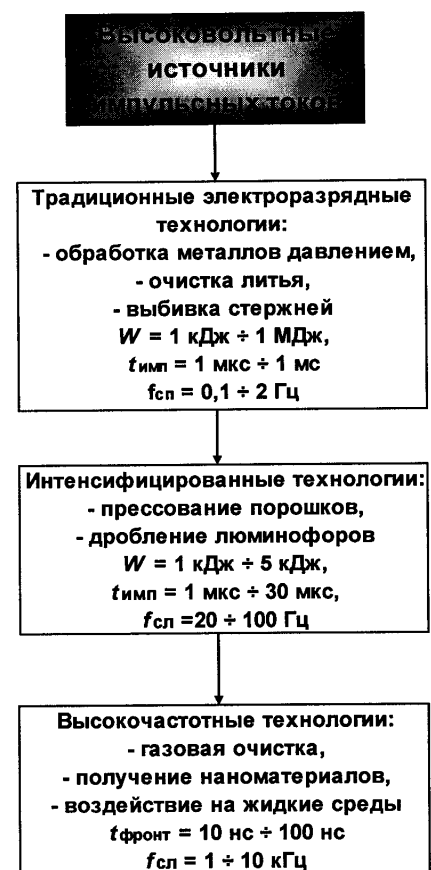 Высоковольтные
источники
импульсных токов
Традиционные электроразрядные
технологии:
- обработка металлов давлением,
- очистка литья,
- выбивка стержней
W = 1 кДж ÷ 1 МДж,
tимп = 1 мкс ÷ 1 мс
fсп = 0,1 ÷ 2 Гц
Интенсифицированные технологии:
- прессование порошков,
- дробление люминофоров
W = 1 кДж ÷ 5 кДж,
tимп = 1 мкс ÷ 30 мкс,
fсл =20 ÷ 100 Гц
Высокочастотные технологии:
- газовая очистка,
- получение наноматериалов,
- воздействие на жидкие среды
tфронт = 10 нс ÷ 100 нс
fсл = 1 ÷ 10 кГц